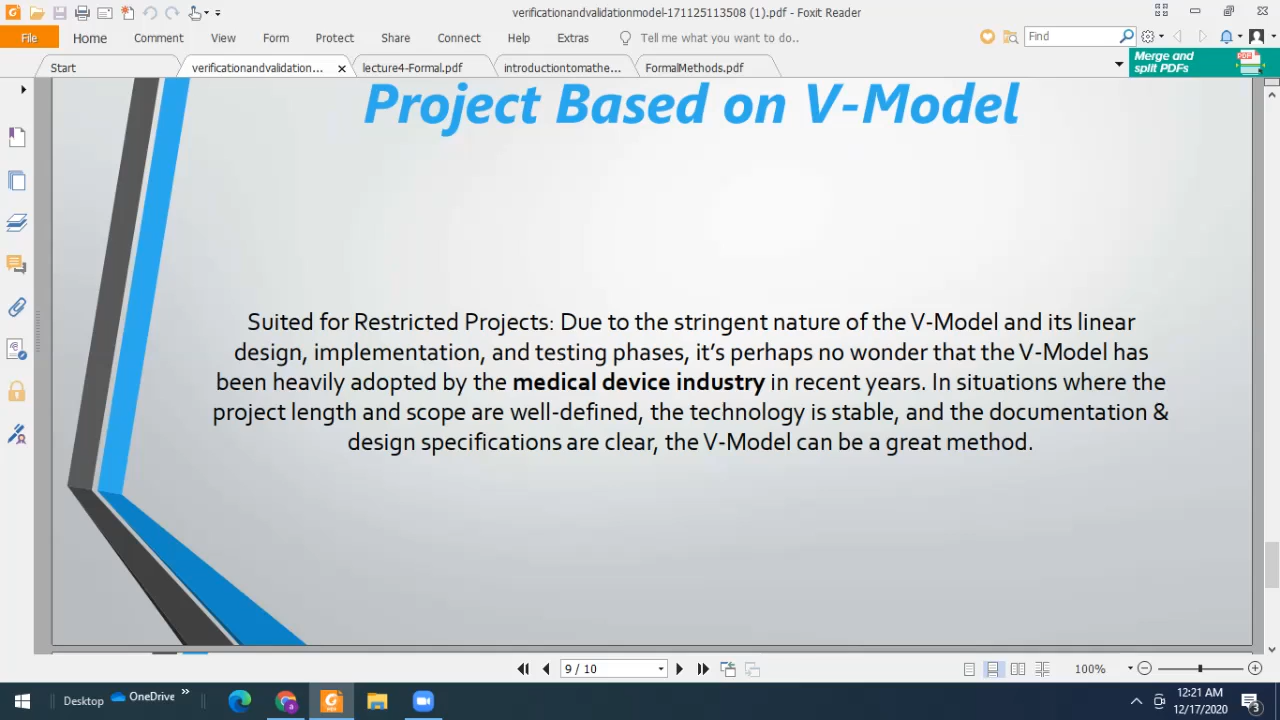 verificationandvalidationmodel-171125113508 (1).pdf - Foxit Reader
File Home Comment View Form Protect Share Connect Help Extras Tell me what you want to do.. Find
Start verificationandvalidation... lecture4-Formal.pdf introductiontomathe... FormalMethods.pdf
Merge and
split PDFs
Project Based on V-Model
Suited for Restricted Projects: Due to the stringent nature of the V-Model and its linear
design, implementation, and testing phases, it's perhaps no wonder that the V-Model has
been heavily adopted by the medical device industry in recent years. In situations where the
project length and scope are well-defined, the technology is stable, and the documentation &
design specifications are clear, the V-Model can be a great method.
9 / 10 100%
Desktop OneDrive
12:21 AM
12/17/2020
3